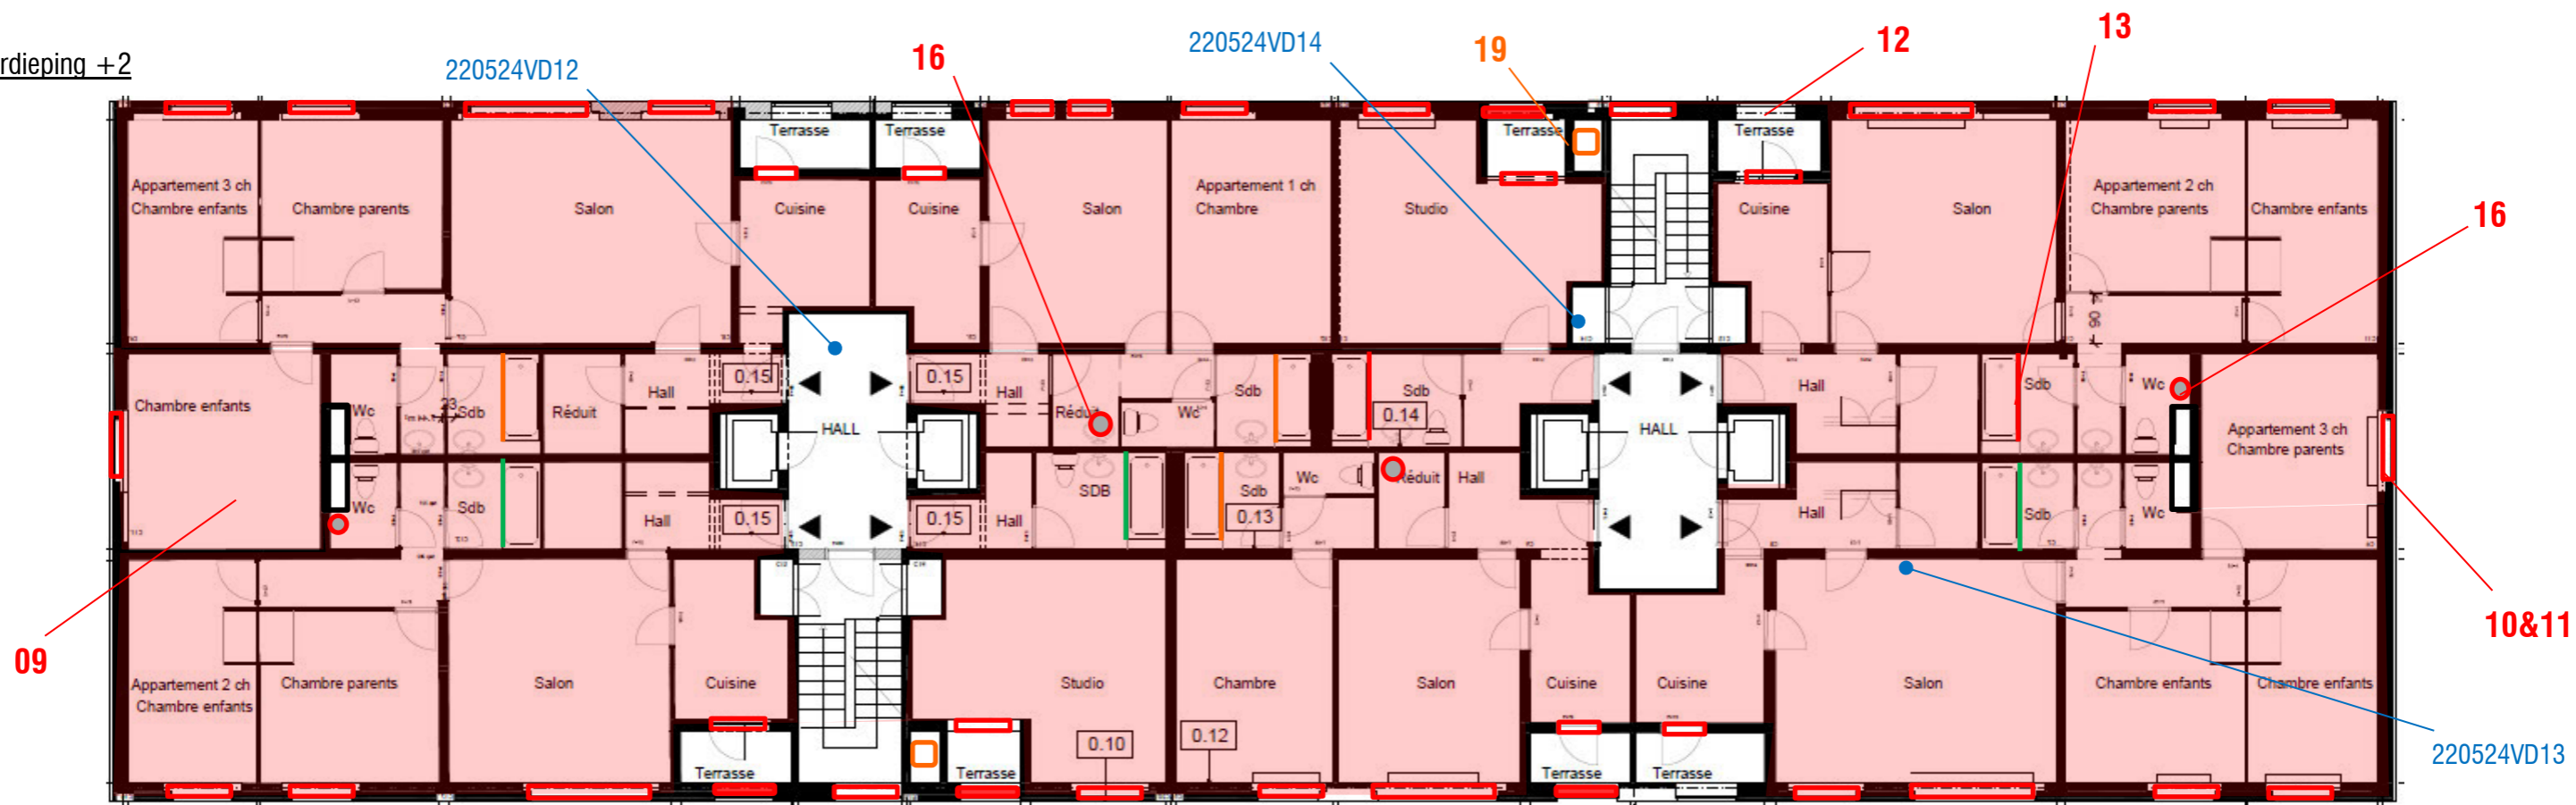 rdieping +2
220524VD12
16
220524VD14
19
12
13
Terrasse
Terrasse
Terrasse
Terrasse
Appartement 3 ch
Chambre enfants
Chambre parents
Salon
Cuisine
Cuisine
Salon
Appartement 1 ch
Chambre
Studio
Cuisine
Salon
Appartement 2 ch
Chambre parents
Chambre enfants
16
90
Chambre enfants
Wc
23
Sdb
Réduit
Hall
0.15
0.15
Hall
Réduit
Wc
Sdb
Sdb
0.14
Hall
Sdb
Wc
HALL
HALL
Appartement 3 ch
Chambre parents
Wc
Sdb
Hall
0.15
0.15
Hall
SDB
Sdb
0.13
Wc
Réduit
Hall
Hall
Sdb
Wc
09
10&11
Appartement 2 ch
Chambre enfants
Chambre parents
Salon
Cuisine
Studio
Chambre
Salon
Cuisine
Cuisine
Salon
Chambre enfants
Chambre enfants
0.10
0.12
220524VD13
Terrasse
Terrasse
Terrasse
Terrasse